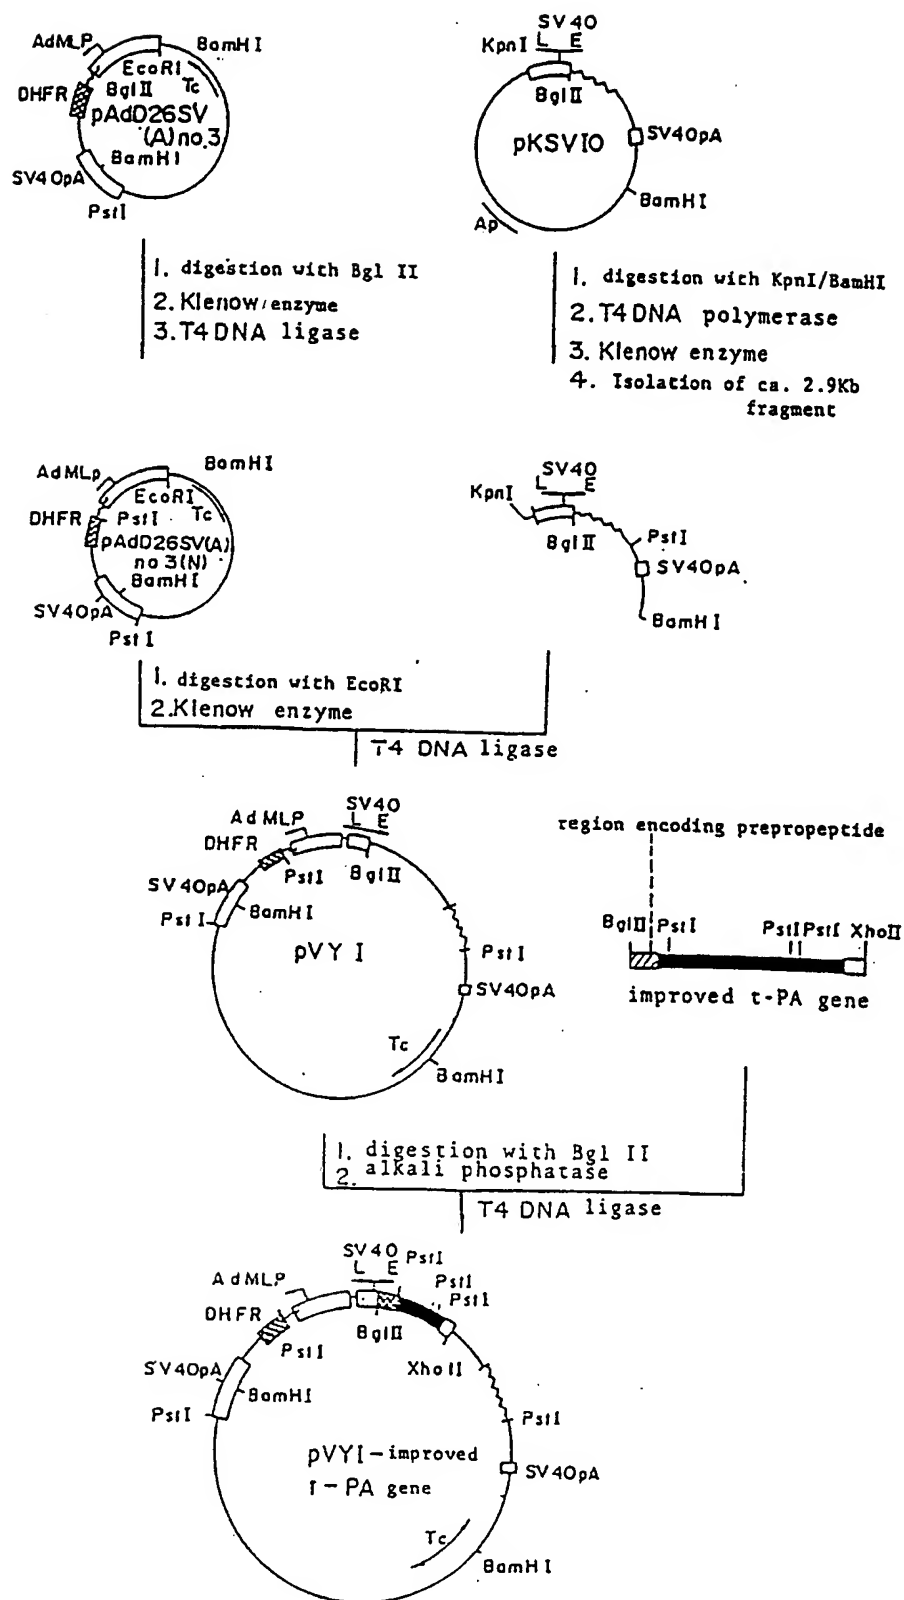 AdMLP
BamHI
EcoRI
BglII
Tc
DHFR
pAdD26SV
(A)no.3
BamHI
SV40pA
PstI
SV40
L E
KpnI
BglII
pKSV10
SV40pA
BamHI
Ap
1. digestion with Bgl II
2. Klenow enzyme
3. T4 DNA ligase
1. digestion with KpnI/BamHI
2. T4 DNA polymerase
3. Klenow enzyme
4. Isolation of ca. 2.9Kb
fragment
AdMLp
BamHI
EcoRI
DHFR
PstI
Tc
pAdD26SV(A)
no 3(N)
BamHI
SV40pA
PstI
SV40
L E
KpnI
BglII
PstI
SV40pA
BamHI
1. digestion with EcoRI
2. Klenow enzyme
T4 DNA ligase
AdMLP
SV40
L E
DHFR
PstI
BglII
SV40pA
PstI
BamHI
pVY1
PstI
SV40pA
Tc
BamHI
region encoding prepropeptide
BglII
PstI
PstI
PstI
XhoII
improved t-PA gene
1. digestion with Bgl II
2. alkali phosphatase
T4 DNA ligase
AdMLP
SV40
L E
PstI
PstI
PstI
DHFR
PstI
BglII
XhoII
SV40pA
BamHI
PstI
PstI
pVY1-improved
t-PA gene
SV40pA
Tc
BamHI